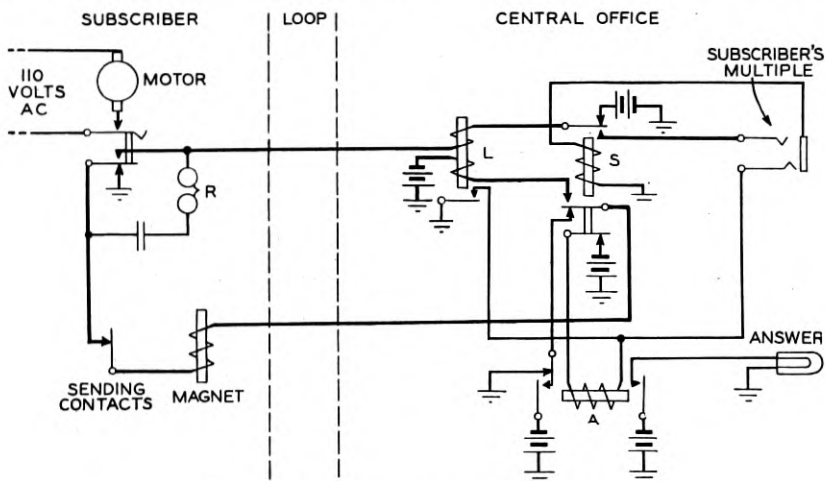 SUBSCRIBER
LOOP
CENTRAL OFFICE
110
VOLTS
AC
MOTOR
SUBSCRIBER'S
MULTIPLE
L
S
R
SENDING
CONTACTS
MAGNET
A
ANSWER